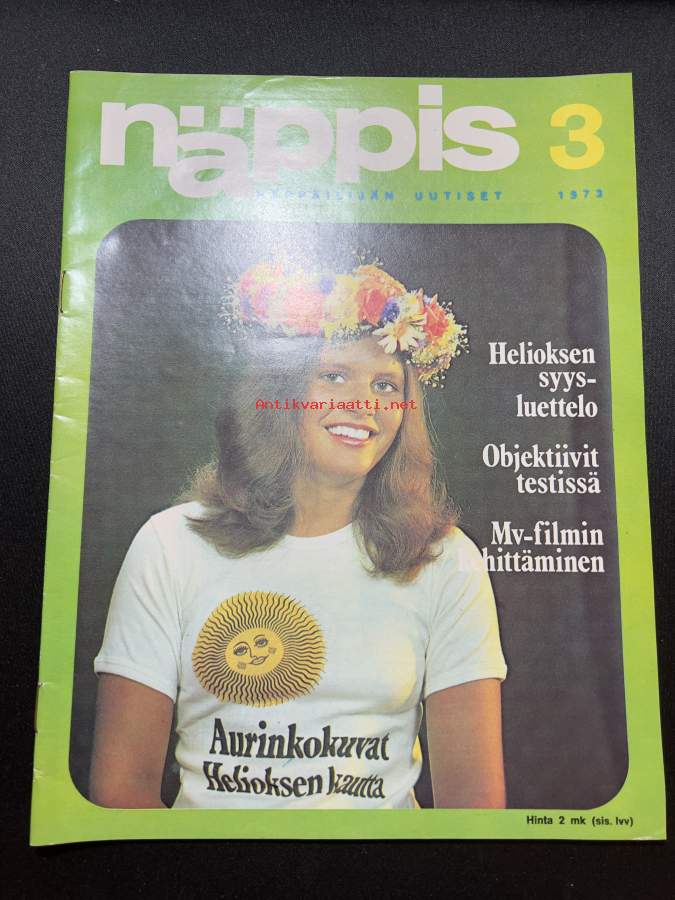 näppis 3
NÄPPÄILIJÄN UUTISET 1973
Helioksen
syys-
luettelo
Antikvariaatti.net
Objektiivit
testissä
Mv-filmin
kehittäminen
Aurinkokuvat
Helioksen kautta
Hinta 2 mk (sis. lvv)